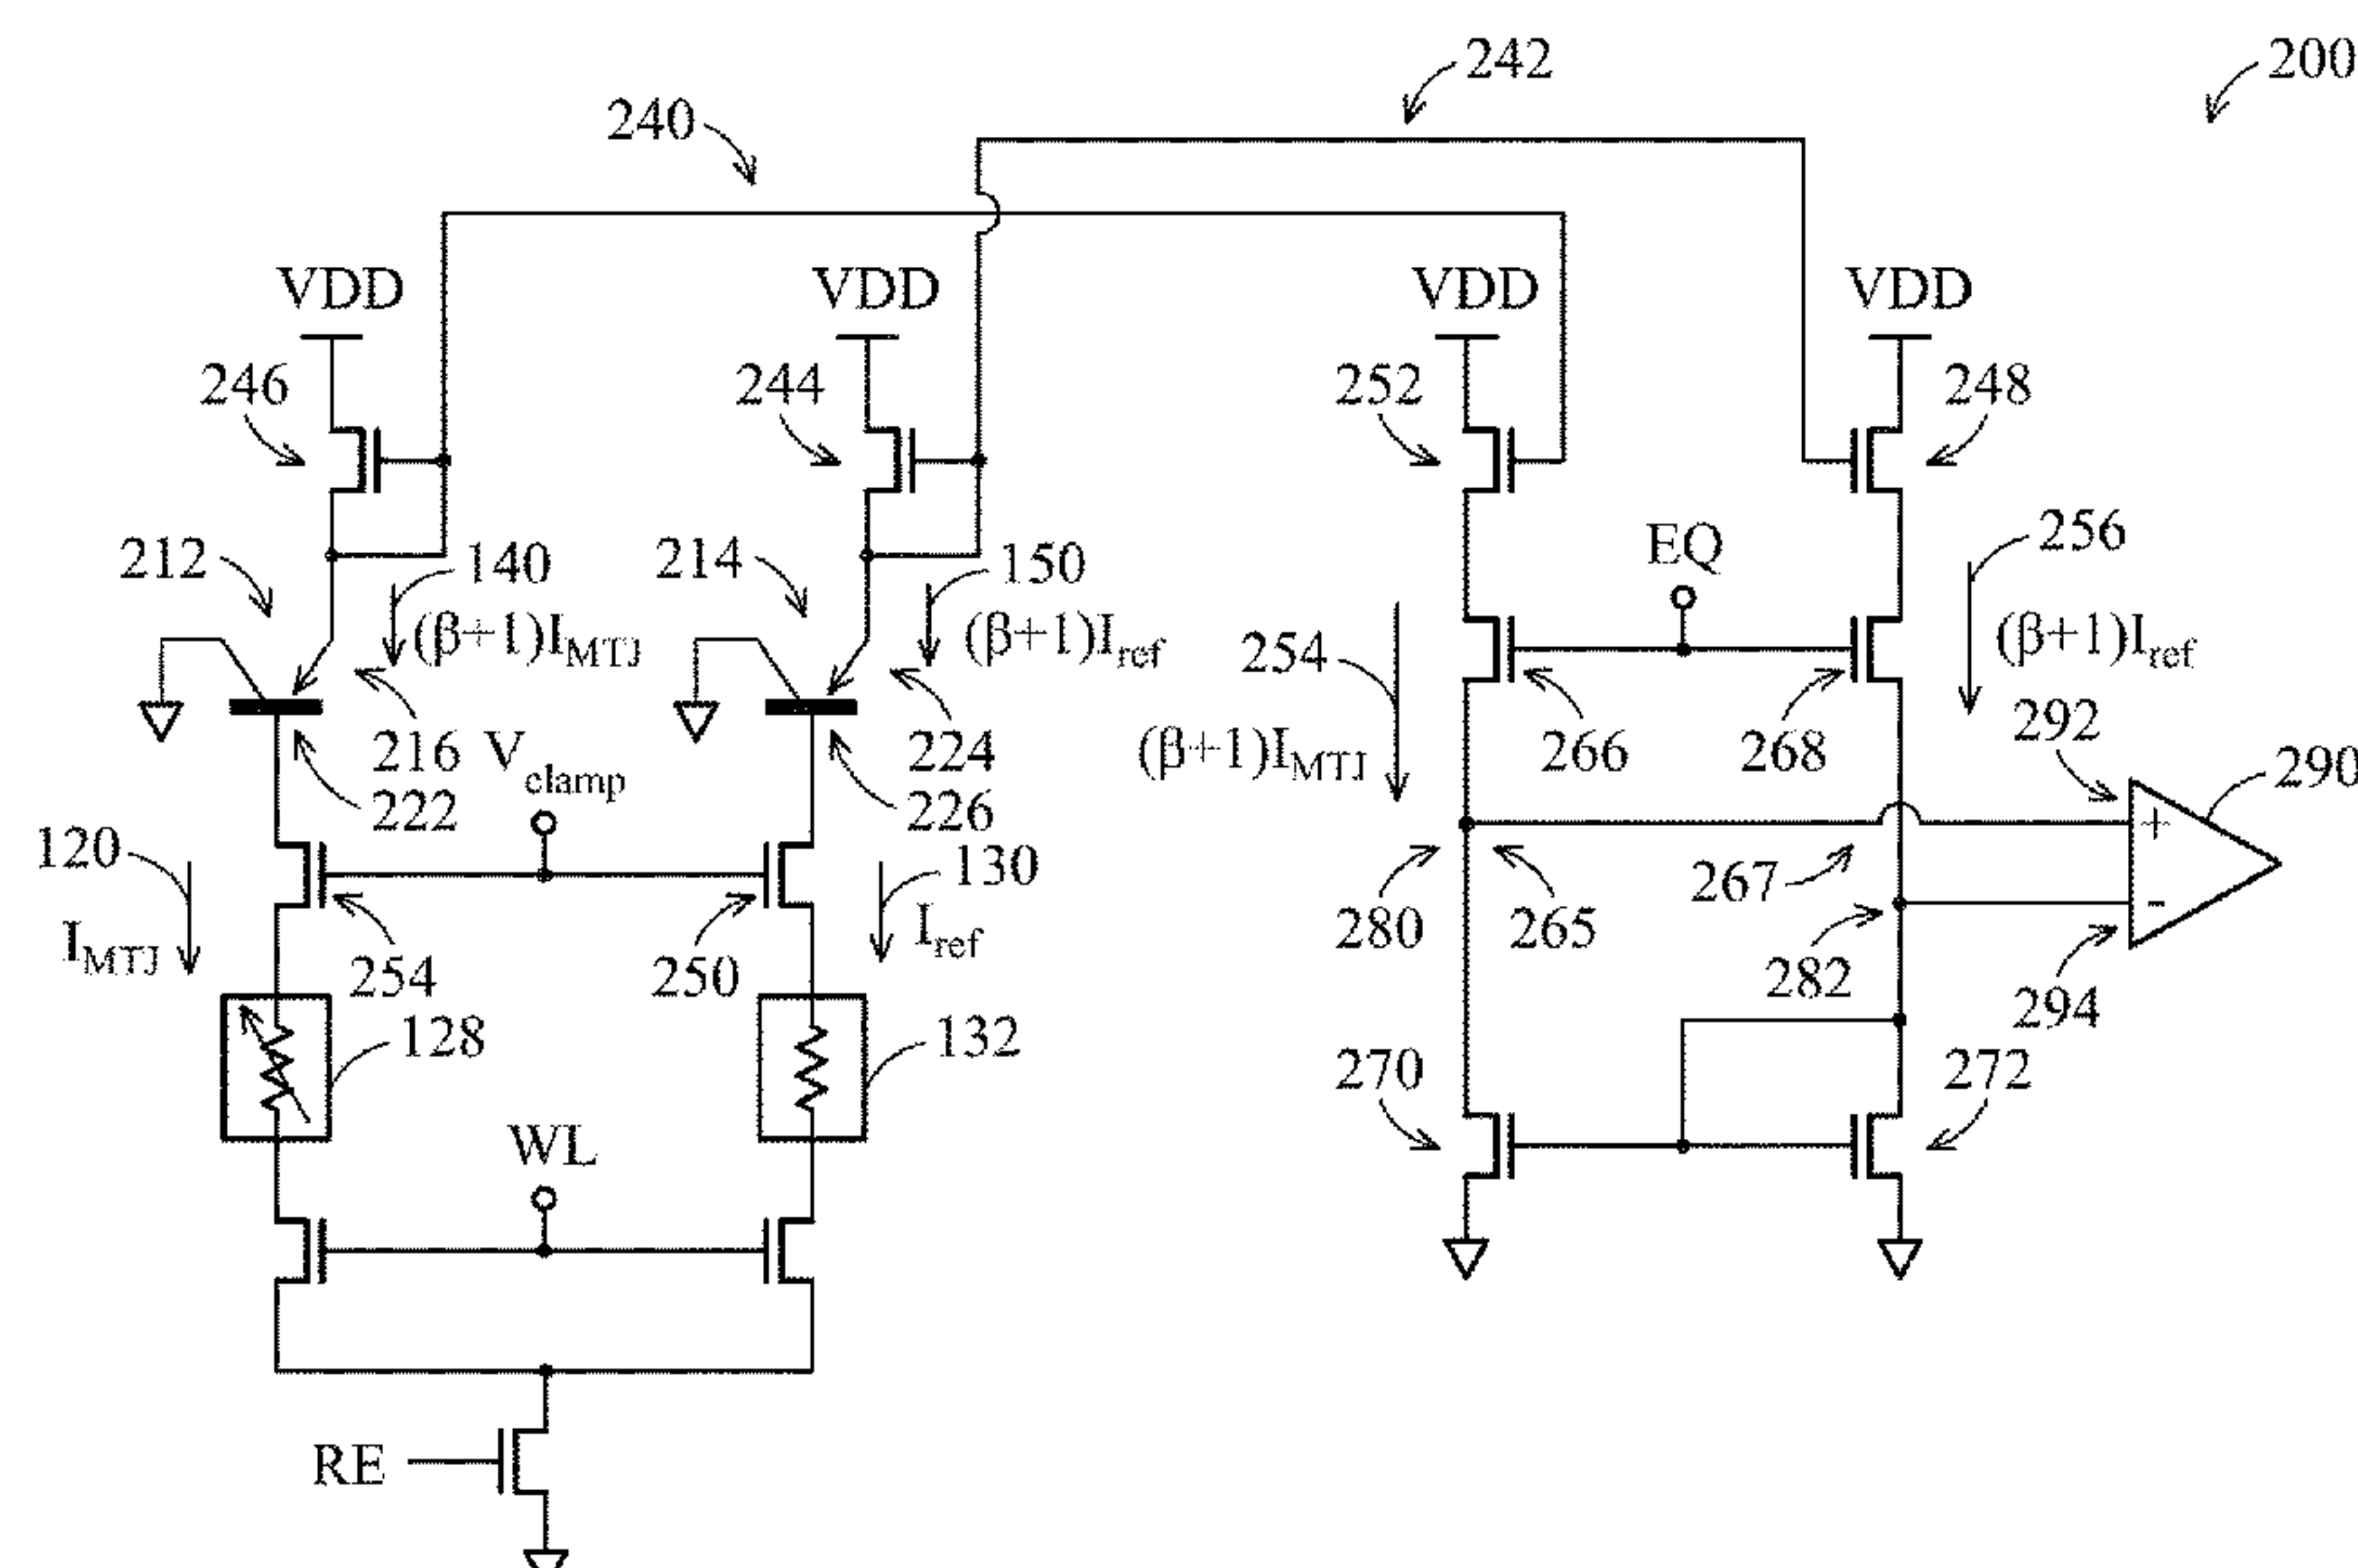 242
200
240
VDD VDD VDD VDD
246 244 252 248
EQ
256
212 140 214 150
(β+1)I_MTJ (β+1)I_ref 254 (β+1)I_ref
216 V_clamp 224 (β+1)I_MTJ 266 268 292 290
222 226
120 130 267 +
I_MTJ I_ref 280 265 -
254 250 282 294
128 132
270 272
WL
RE